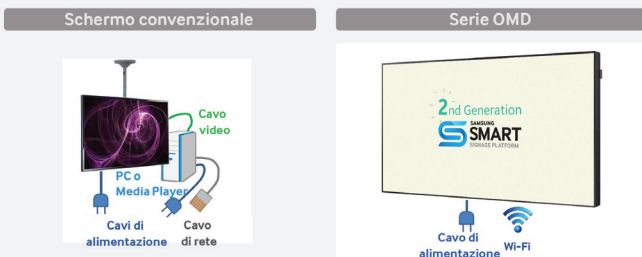 Schermo convenzionale
Serie OMD
Cavo
video
PC o
Media Player
Cavi di
alimentazione
Cavo
di rete
2nd Generation
SAMSUNG
SMART
SIGNAGE PLATFORM
Cavo di
alimentazione
Wi-Fi